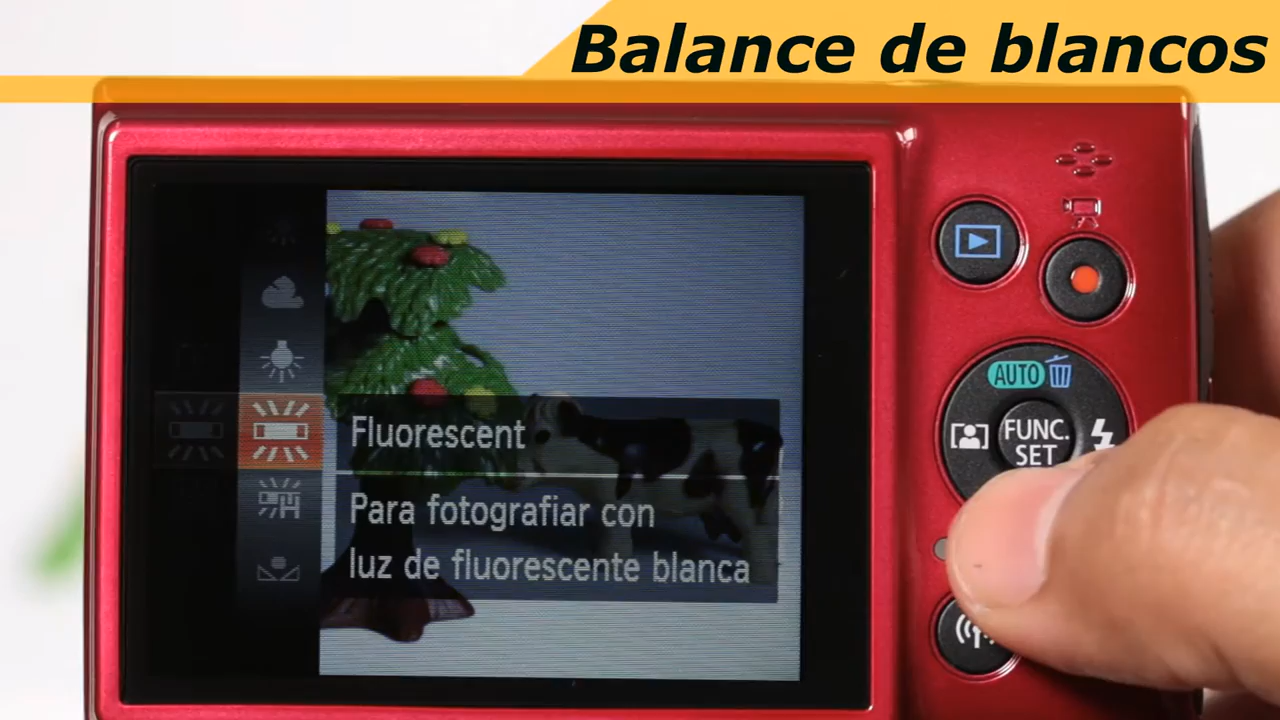 Balance de blancos
AUTO
FUNC.
SET
Fluorescent
Para fotografiar con
luz de fluorescente blanca